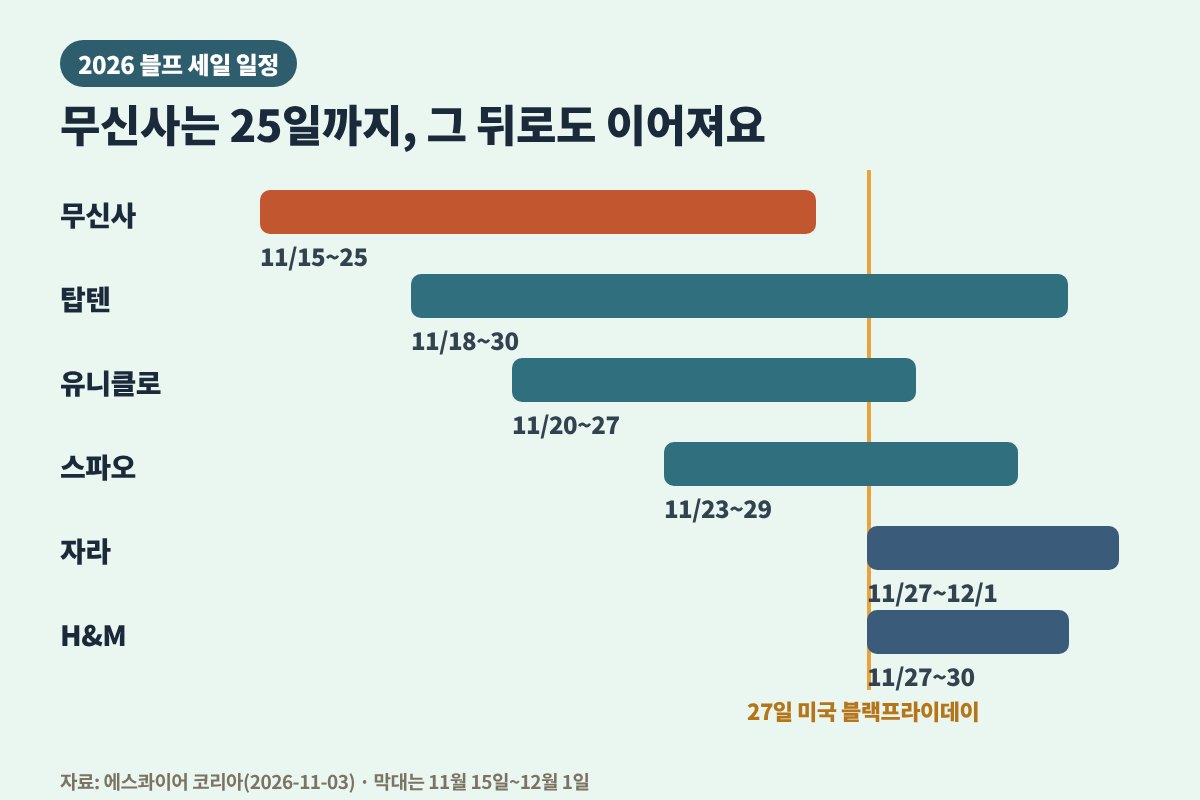 2026 블프 세일 일정
무신사는 25일까지, 그 뒤로도 이어져요
무신사
11/15~25
탑텐
11/18~30
유니클로
11/20~27
스파오
11/23~29
자라
11/27~12/1
H&M
11/27~30
27일 미국 블랙프라이데이
자료: 에스콰이어 코리아(2026-11-03) · 막대는 11월 15일~12월 1일